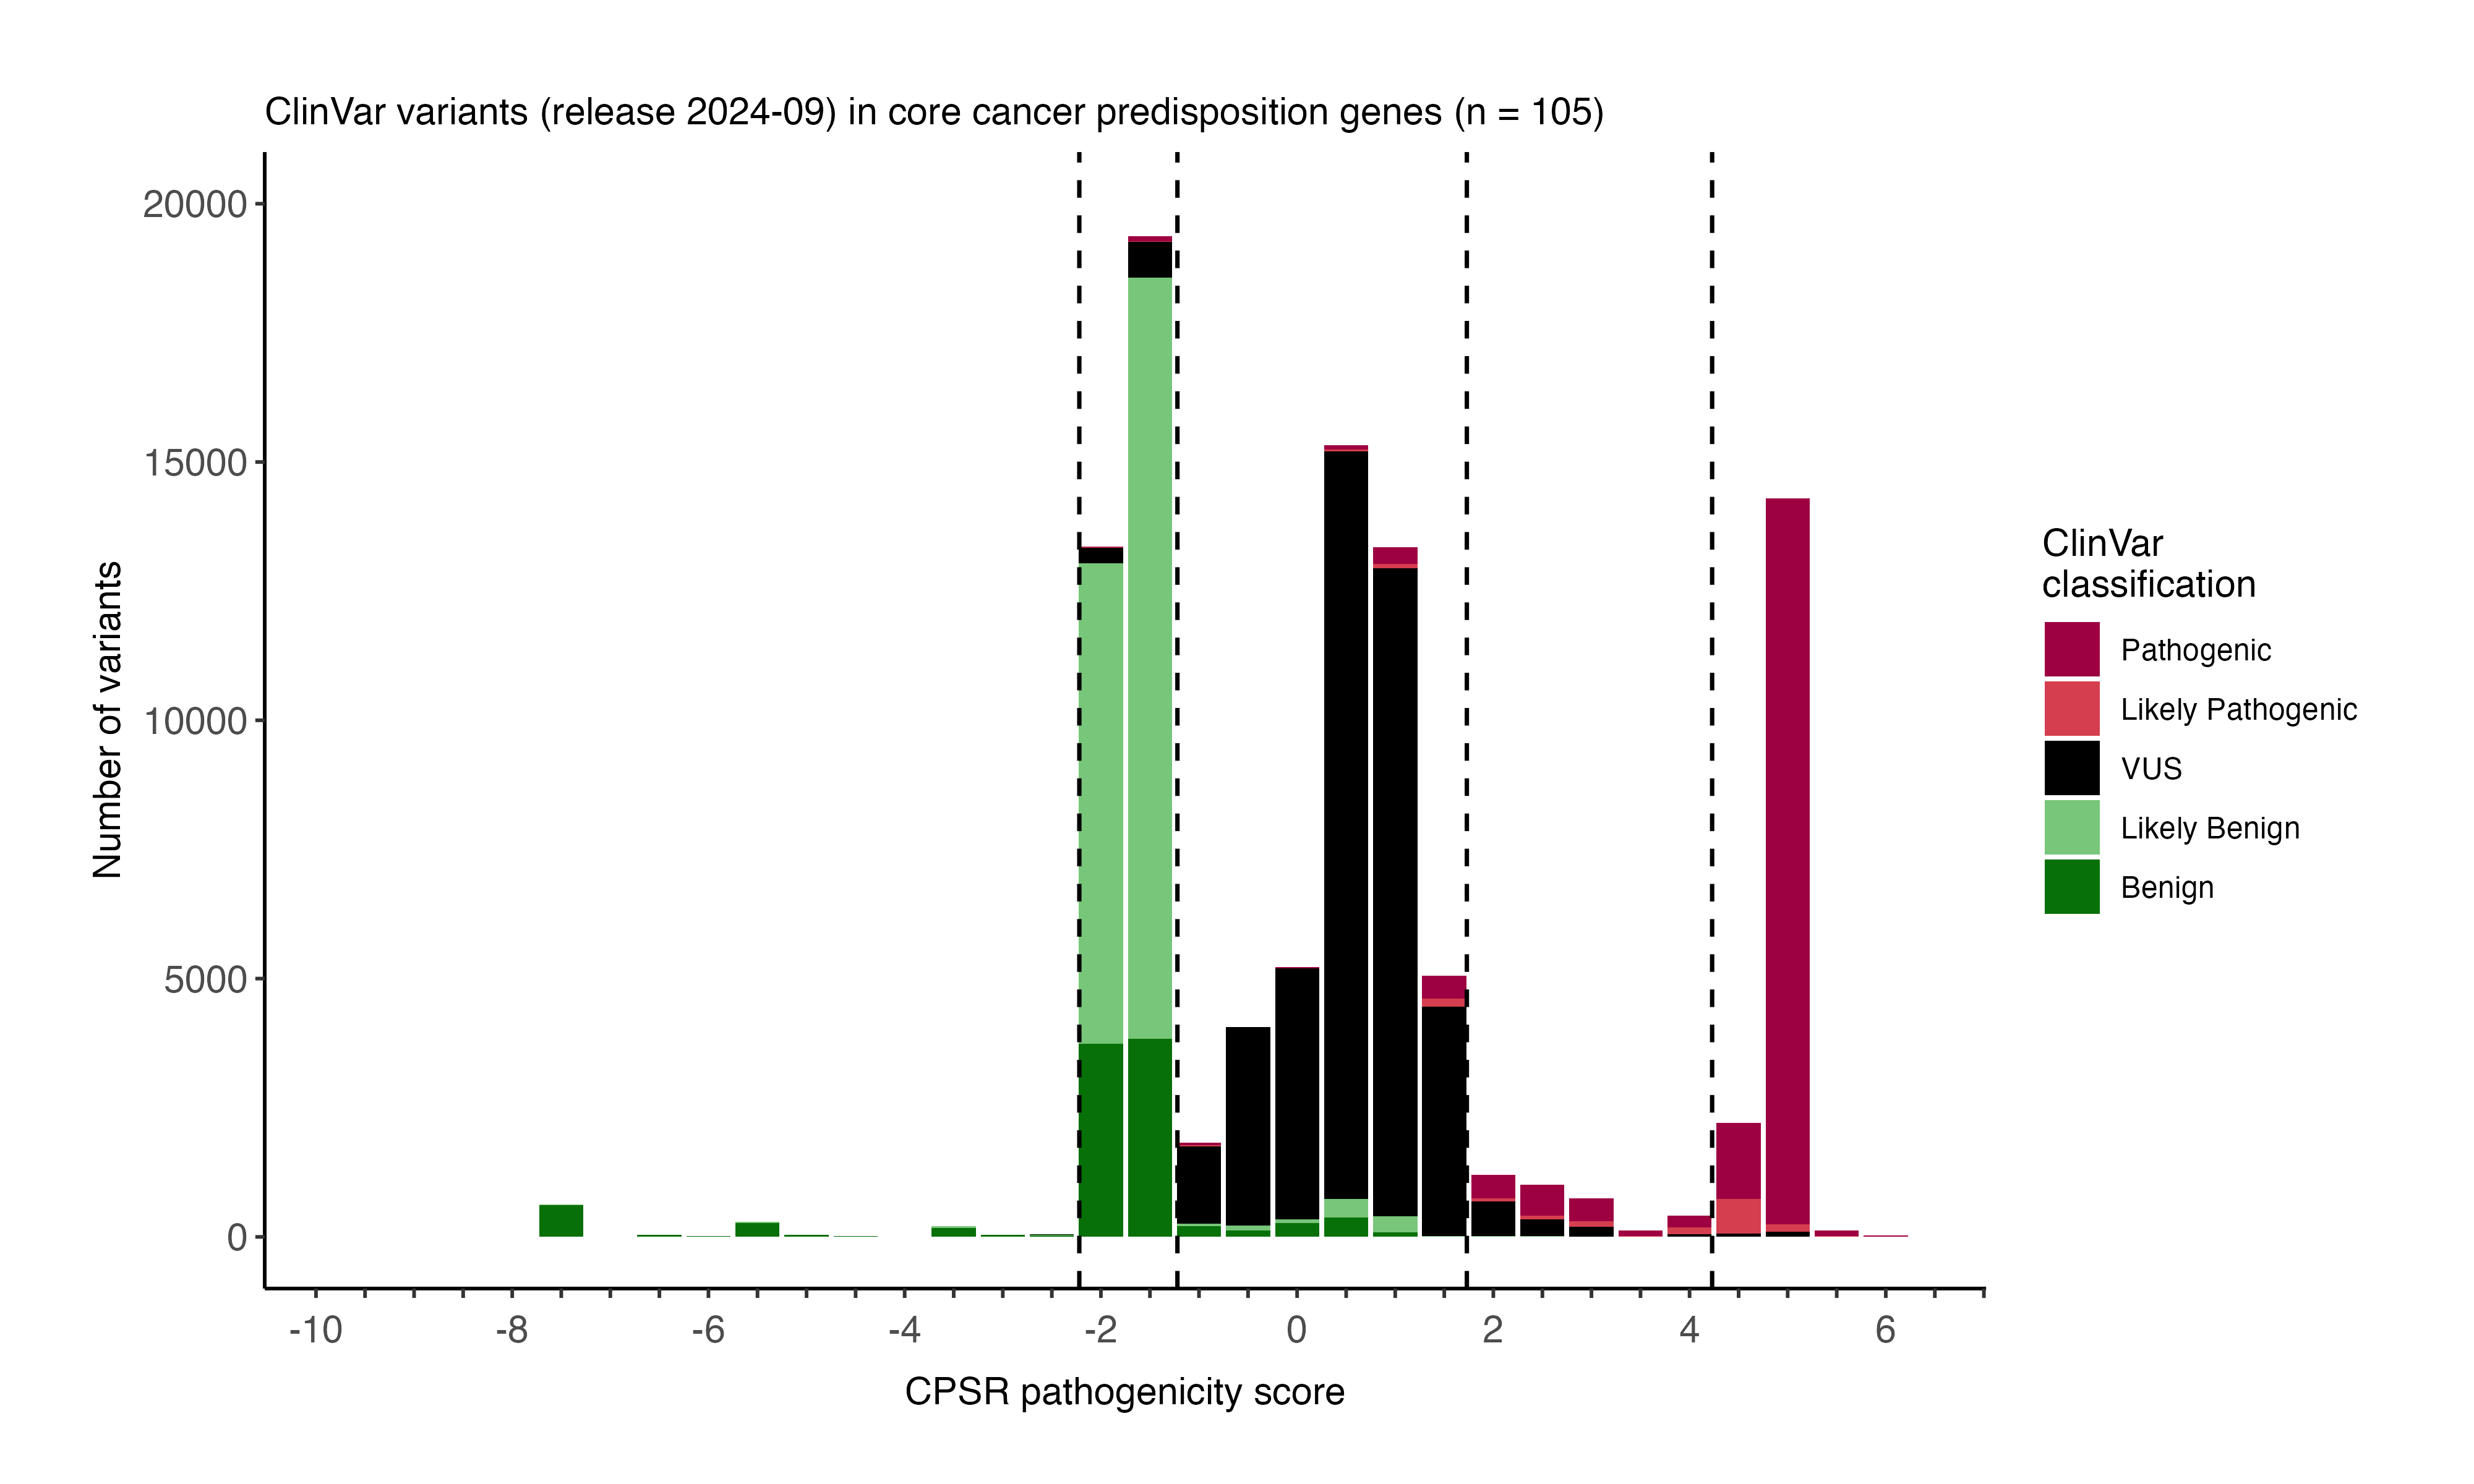 ClinVar variants (release 2024-09) in core cancer predisposition genes (n = 105)
20000
15000
10000
5000
0
Number of variants
-10
-8
-6
-4
-2
0
2
4
6
CPSR pathogenicity score
ClinVar
classification
Pathogenic
Likely Pathogenic
VUS
Likely Benign
Benign